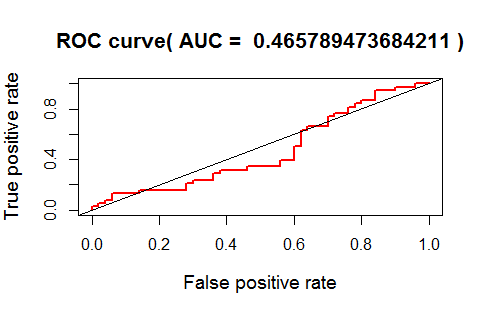 ROC curve( AUC =  0.465789473684211 )
True positive rate
0.8
0.4
0.0
0.0 0.2 0.4 0.6 0.8 1.0
False positive rate